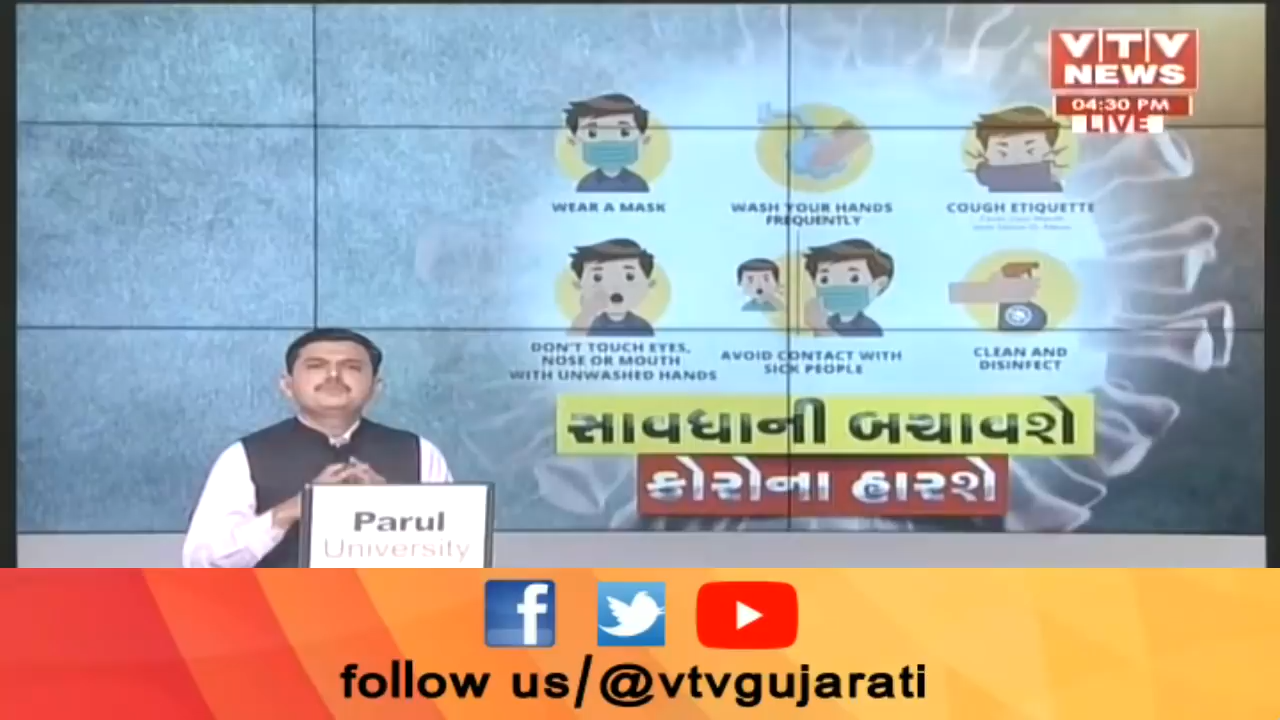 VTV
NEWS
04:30 PM
LIVE
WEAR A MASK
WASH YOUR HANDS
FREQUENTLY
COUGH ETIQUETTE
DON'T TOUCH EYES,
NOSE OR MOUTH
WITH UNWASHED HANDS
AVOID CONTACT WITH
SICK PEOPLE
CLEAN AND
DISINFECT
સાવધાની બચાવશે
કોરોના હારશે
Parul
University
follow us/@vtvgujarati